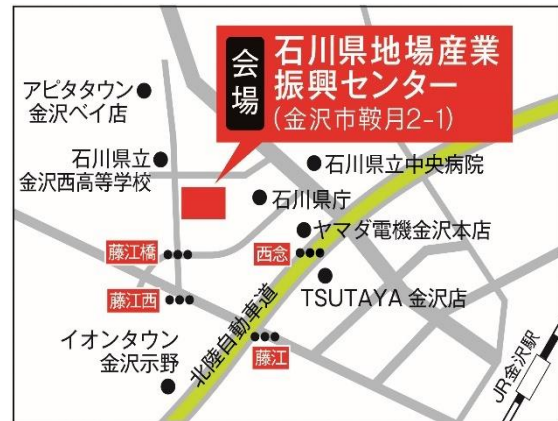 会場
石川県地場産業
振興センター
(金沢市鞍月2-1)
アピタタウン
金沢ベイ店
石川県立
金沢西高等学校
石川県立中央病院
石川県庁
ヤマダ電機金沢本店
藤江橋
西念
TSUTAYA 金沢店
藤江西
北陸自動車道
藤江
イオンタウン
金沢示野
JR金沢駅